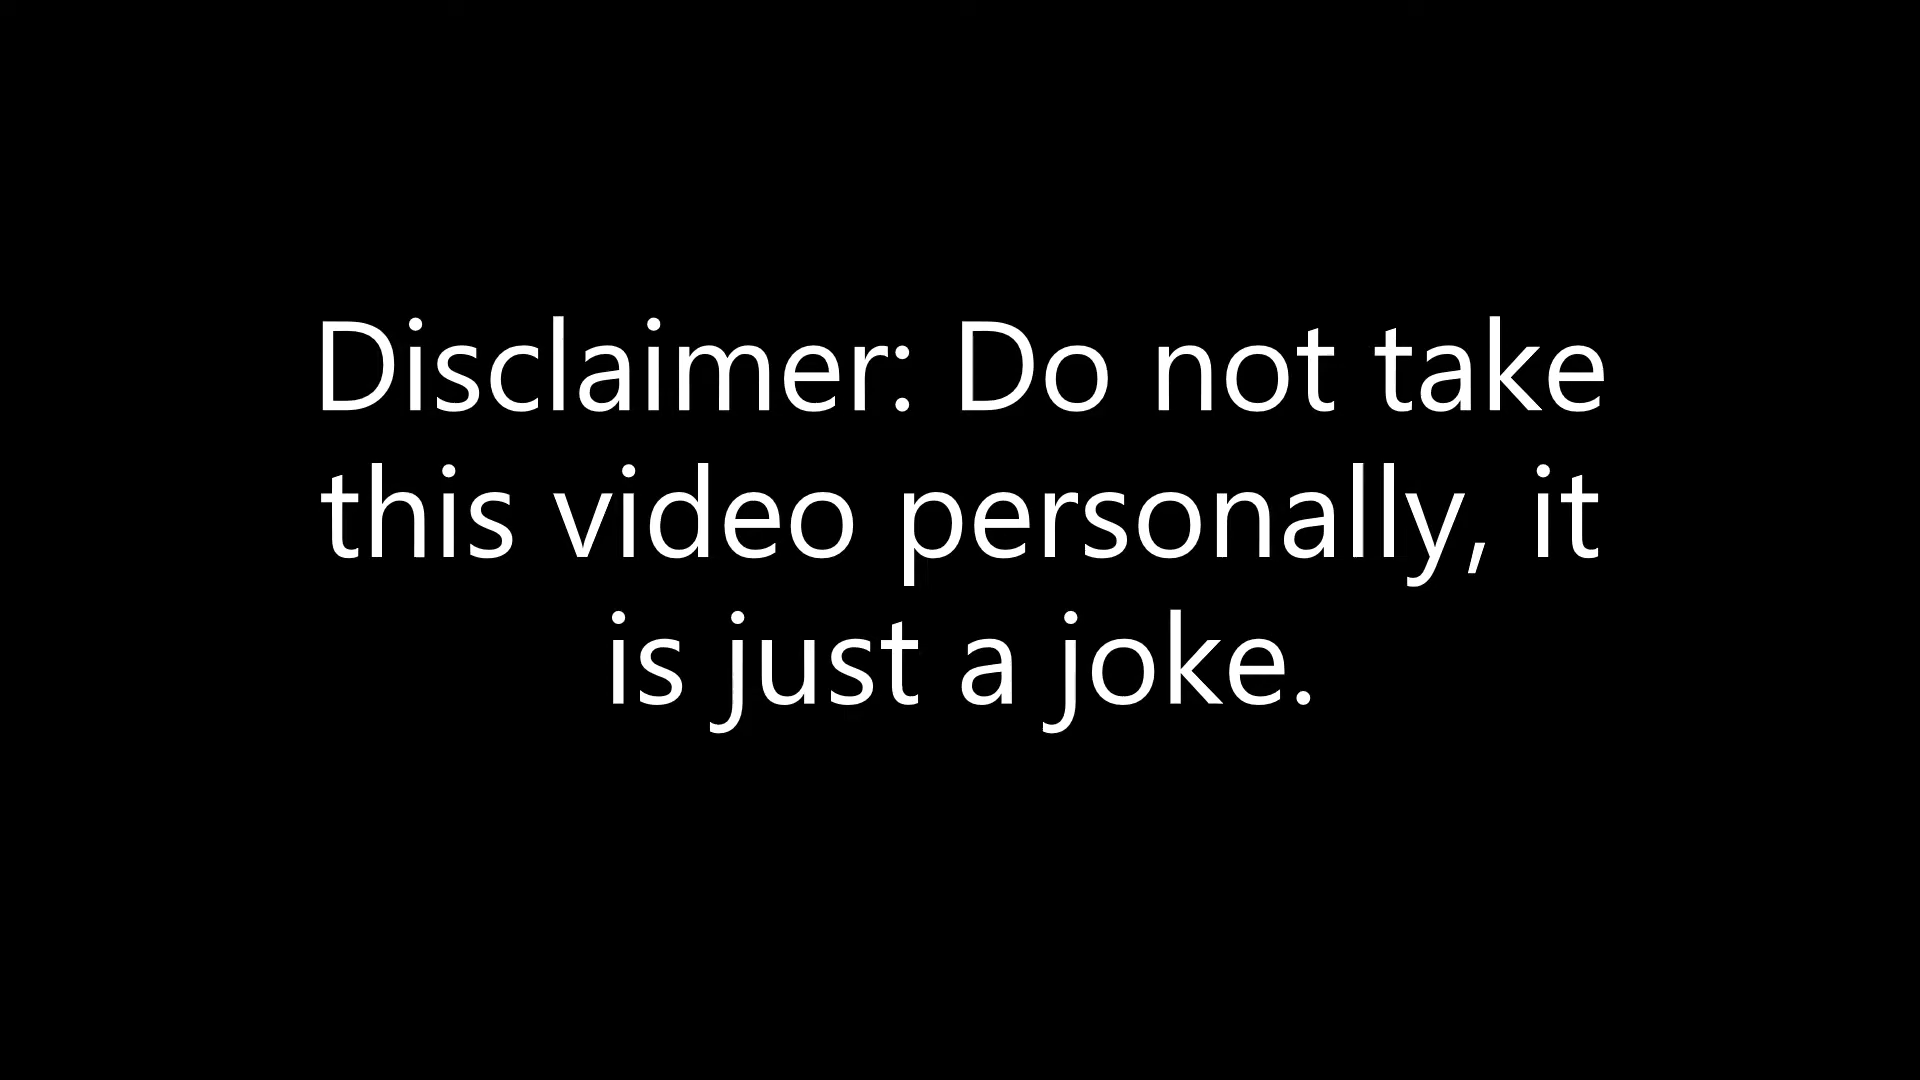 Disclaimer: Do not take
this video personally, it
is just a joke.